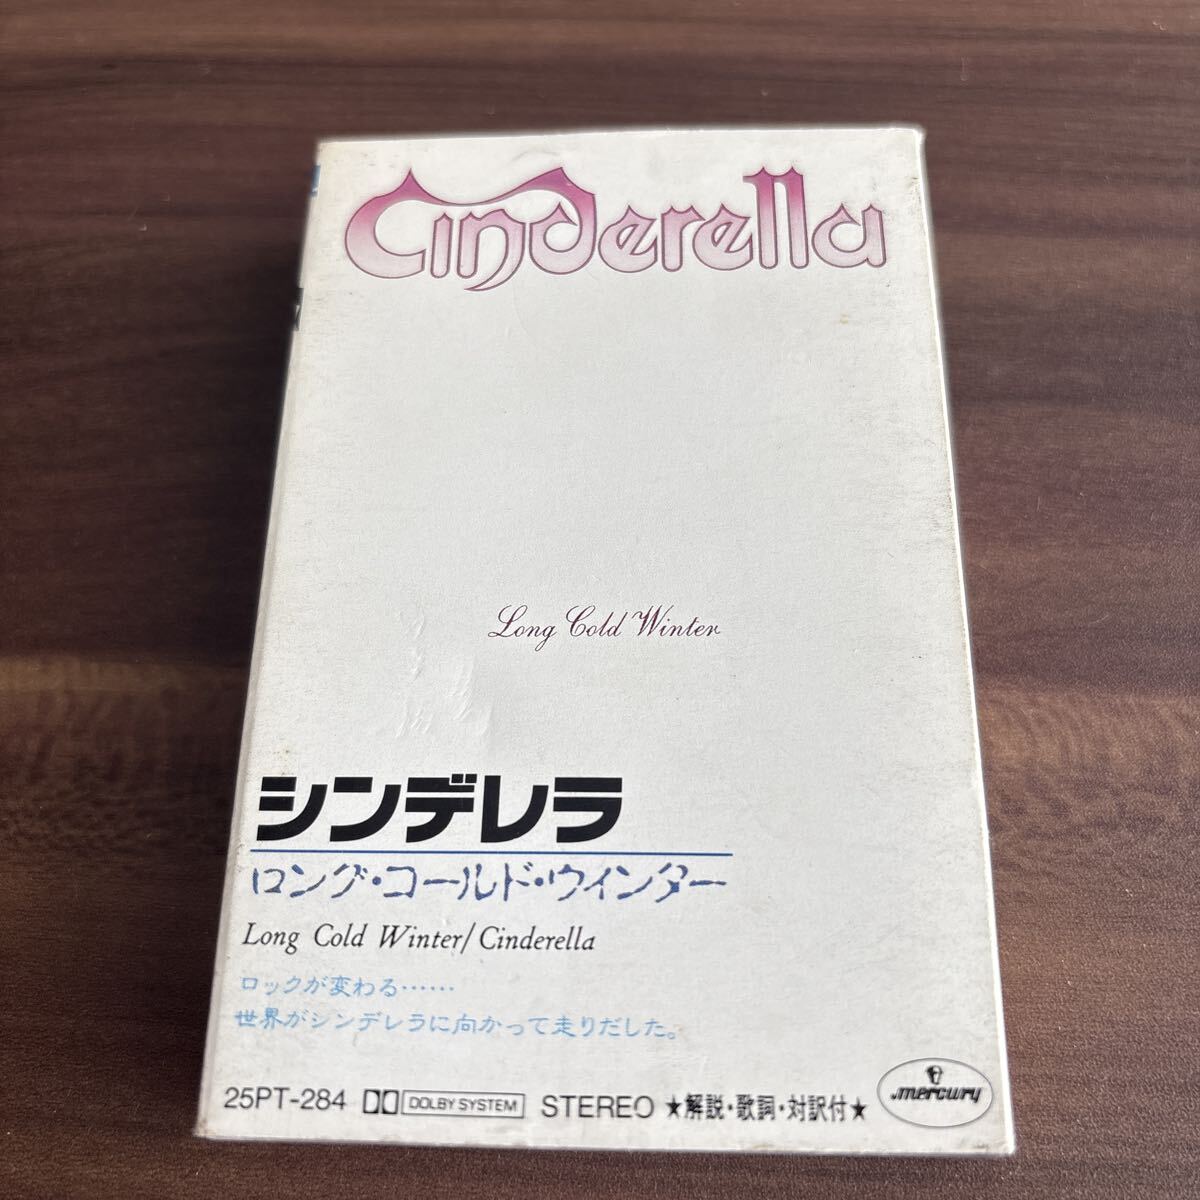 Cinderella
Long Cold Winter
シンデレラ
ロング・コールド・ウインター
Long Cold Winter/Cinderella
ロックが変わる……
世界がシンデレラに向かって走りだした。
25PT-284 DOLBY SYSTEM STEREO ★解説・歌詞・対訳付★
mercury